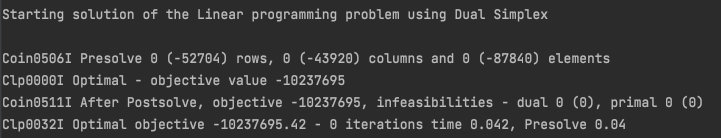 Starting solution of the Linear programming problem using Dual Simplex
Coin0506I Presolve 0 (-52704) rows, 0 (-43920) columns and 0 (-87840) elements
Clp0000I Optimal - objective value -10237695
Coin0511I After Postsolve, objective -10237695, infeasibilities - dual 0 (0), primal 0 (0)
Clp0032I Optimal objective -10237695.42 - 0 iterations time 0.042, Presolve 0.04